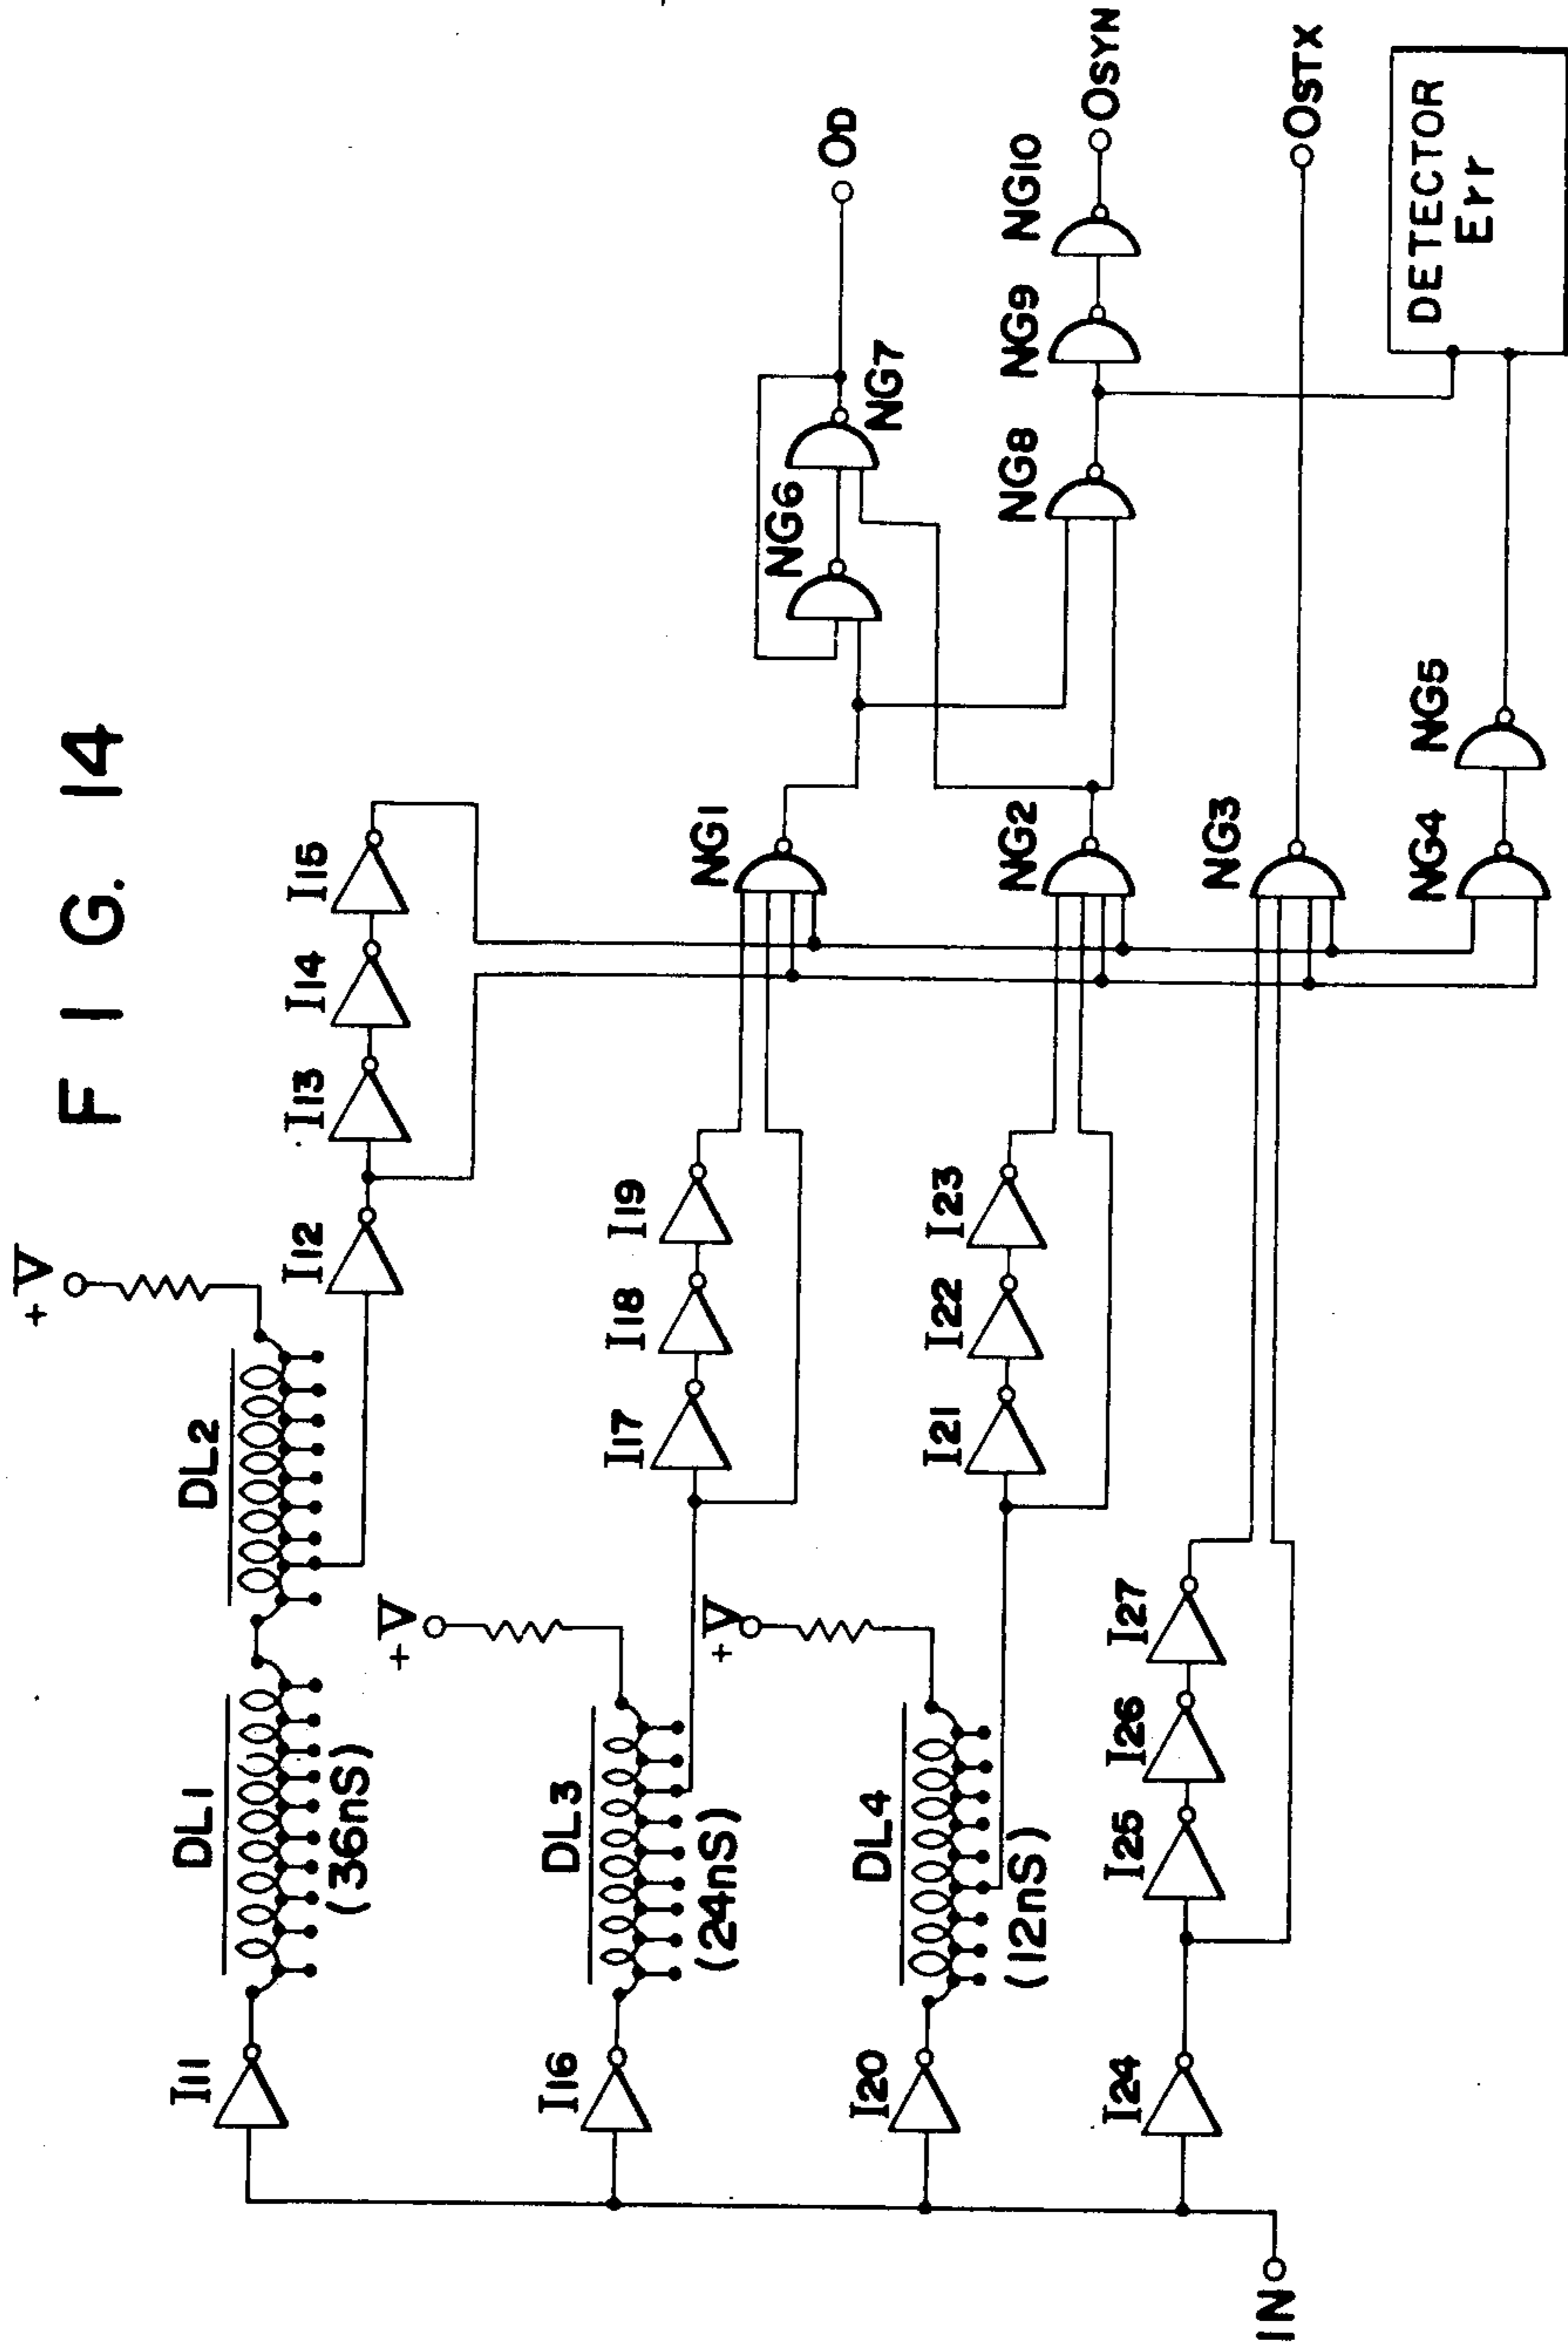 FIG. 14
+V
DL1
DL2
(36nS)
I11
I12
I13
I14
I15
+V
DL3
(24nS)
I16
I17
I18
I19
NG1
NG6
NG7
OD
+V
DL4
(12nS)
I20
I21
I22
I23
NG2
NG8
NG9
NG10
OSYN
I24
I25
I26
I27
NG3
OSTX
IN
NG4
NG5
DETECTOR
Err